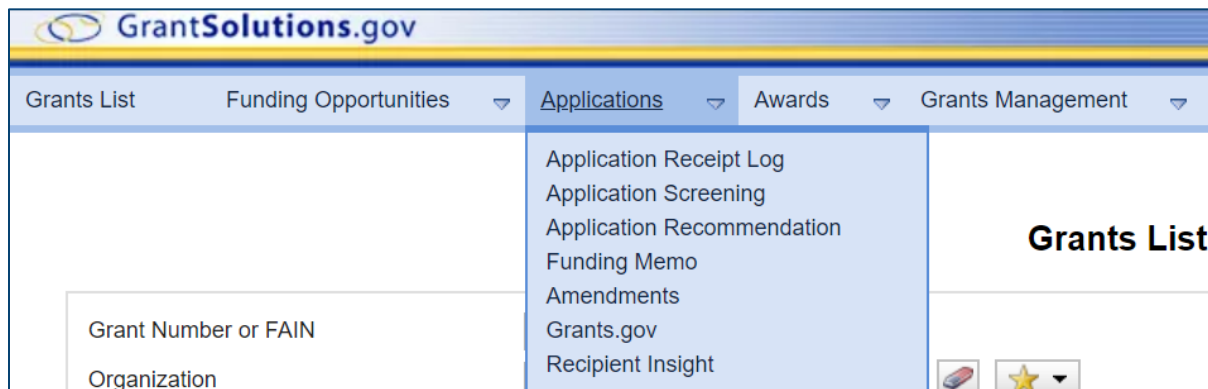 GrantSolutions.gov
Grants List Funding Opportunities Applications Awards Grants Management
Application Receipt Log
Application Screening
Application Recommendation
Funding Memo
Amendments
Grants.gov
Recipient Insight
Grants List
Grant Number or FAIN
Organization